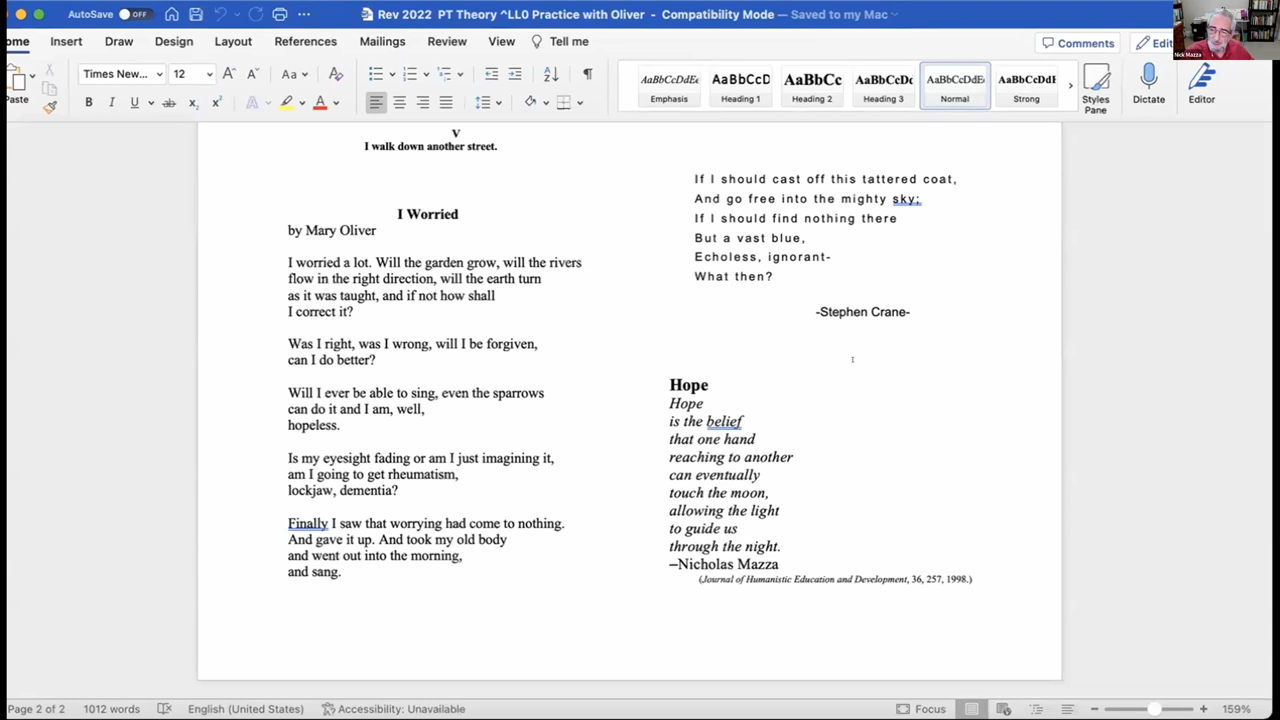 AutoSave OFF
Rev 2022 PT Theory ^LL0 Practice with Oliver - Compatibility Mode — Saved to my Mac
Nick Mazza
ome Insert Draw Design Layout References Mailings Review View Tell me
Comments
Edit
Paste
Times New...
12
Aa
B I U ab x₂ x²
AaBbCcDdEe
Emphasis
AaBbCcD
Heading 1
AaBbCc
Heading 2
AaBbCcDc
Heading 3
AaBbCcDdEe
Normal
AaBbCcDdE
Strong
Styles
Pane
Dictate
Editor
V
I walk down another street.
I Worried
by Mary Oliver
I worried a lot. Will the garden grow, will the rivers
flow in the right direction, will the earth turn
as it was taught, and if not how shall
I correct it?
Was I right, was I wrong, will I be forgiven,
can I do better?
Will I ever be able to sing, even the sparrows
can do it and I am, well,
hopeless.
Is my eyesight fading or am I just imagining it,
am I going to get rheumatism,
lockjaw, dementia?
Finally I saw that worrying had come to nothing.
And gave it up. And took my old body
and went out into the morning,
and sang.
If I should cast off this tattered coat,
And go free into the mighty sky;
If I should find nothing there
But a vast blue,
Echoless, ignorant-
What then?
-Stephen Crane-
Hope
Hope
is the belief
that one hand
reaching to another
can eventually
touch the moon,
allowing the light
to guide us
through the night.
–Nicholas Mazza
(Journal of Humanistic Education and Development, 36, 257, 1998.)
Page 2 of 2 1012 words English (United States) Accessibility: Unavailable Focus 159%